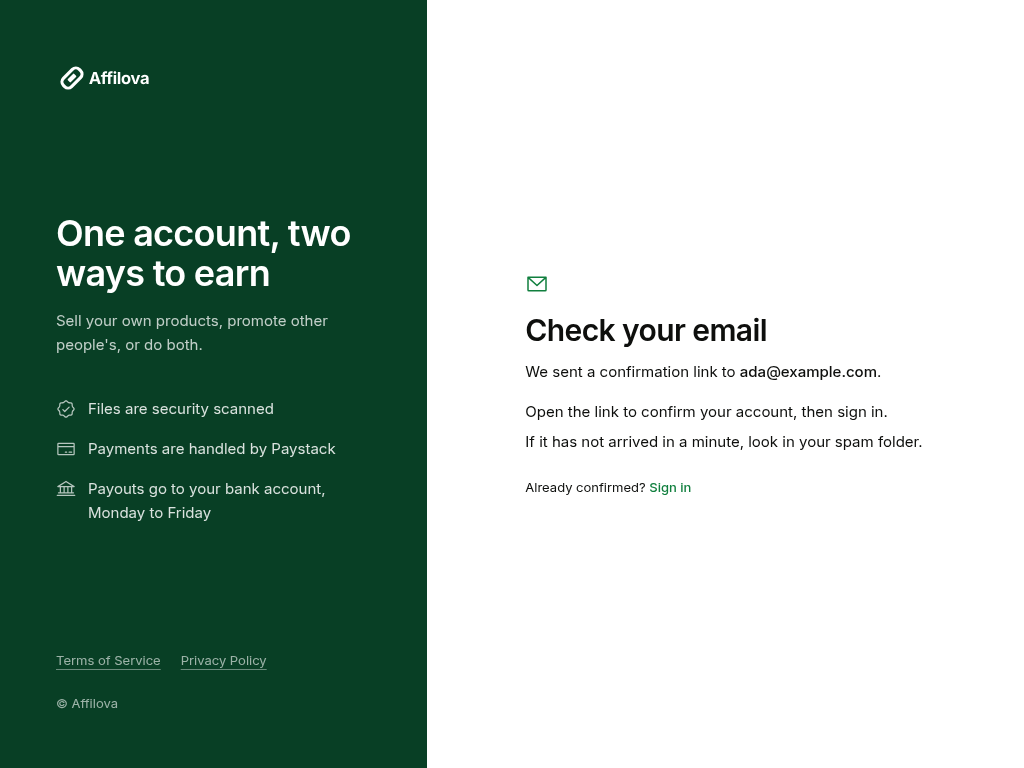 Affilova
One account, two
ways to earn
Sell your own products, promote other
people's, or do both.
Files are security scanned
Payments are handled by Paystack
Payouts go to your bank account,
Monday to Friday
Terms of Service Privacy Policy
© Affilova
Check your email
We sent a confirmation link to ada@example.com.
Open the link to confirm your account, then sign in.
If it has not arrived in a minute, look in your spam folder.
Already confirmed? Sign in